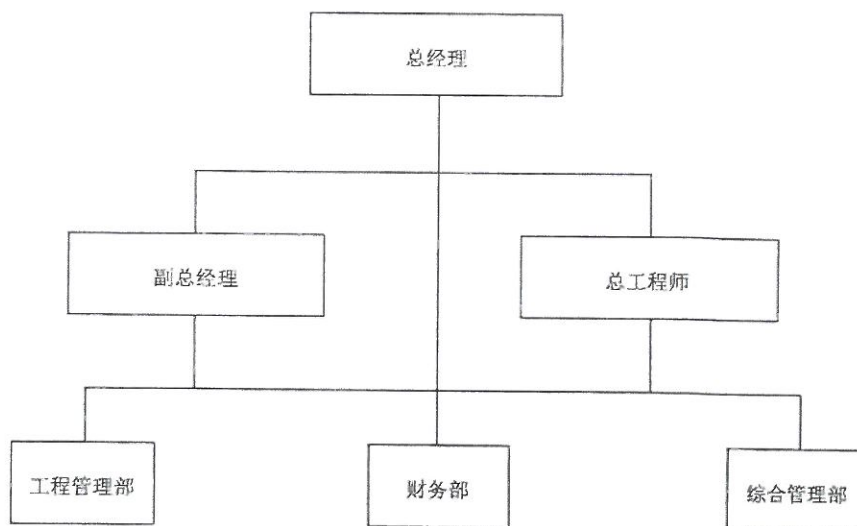 总经理
副总经理
总工程师
工程管理部
财务部
综合管理部